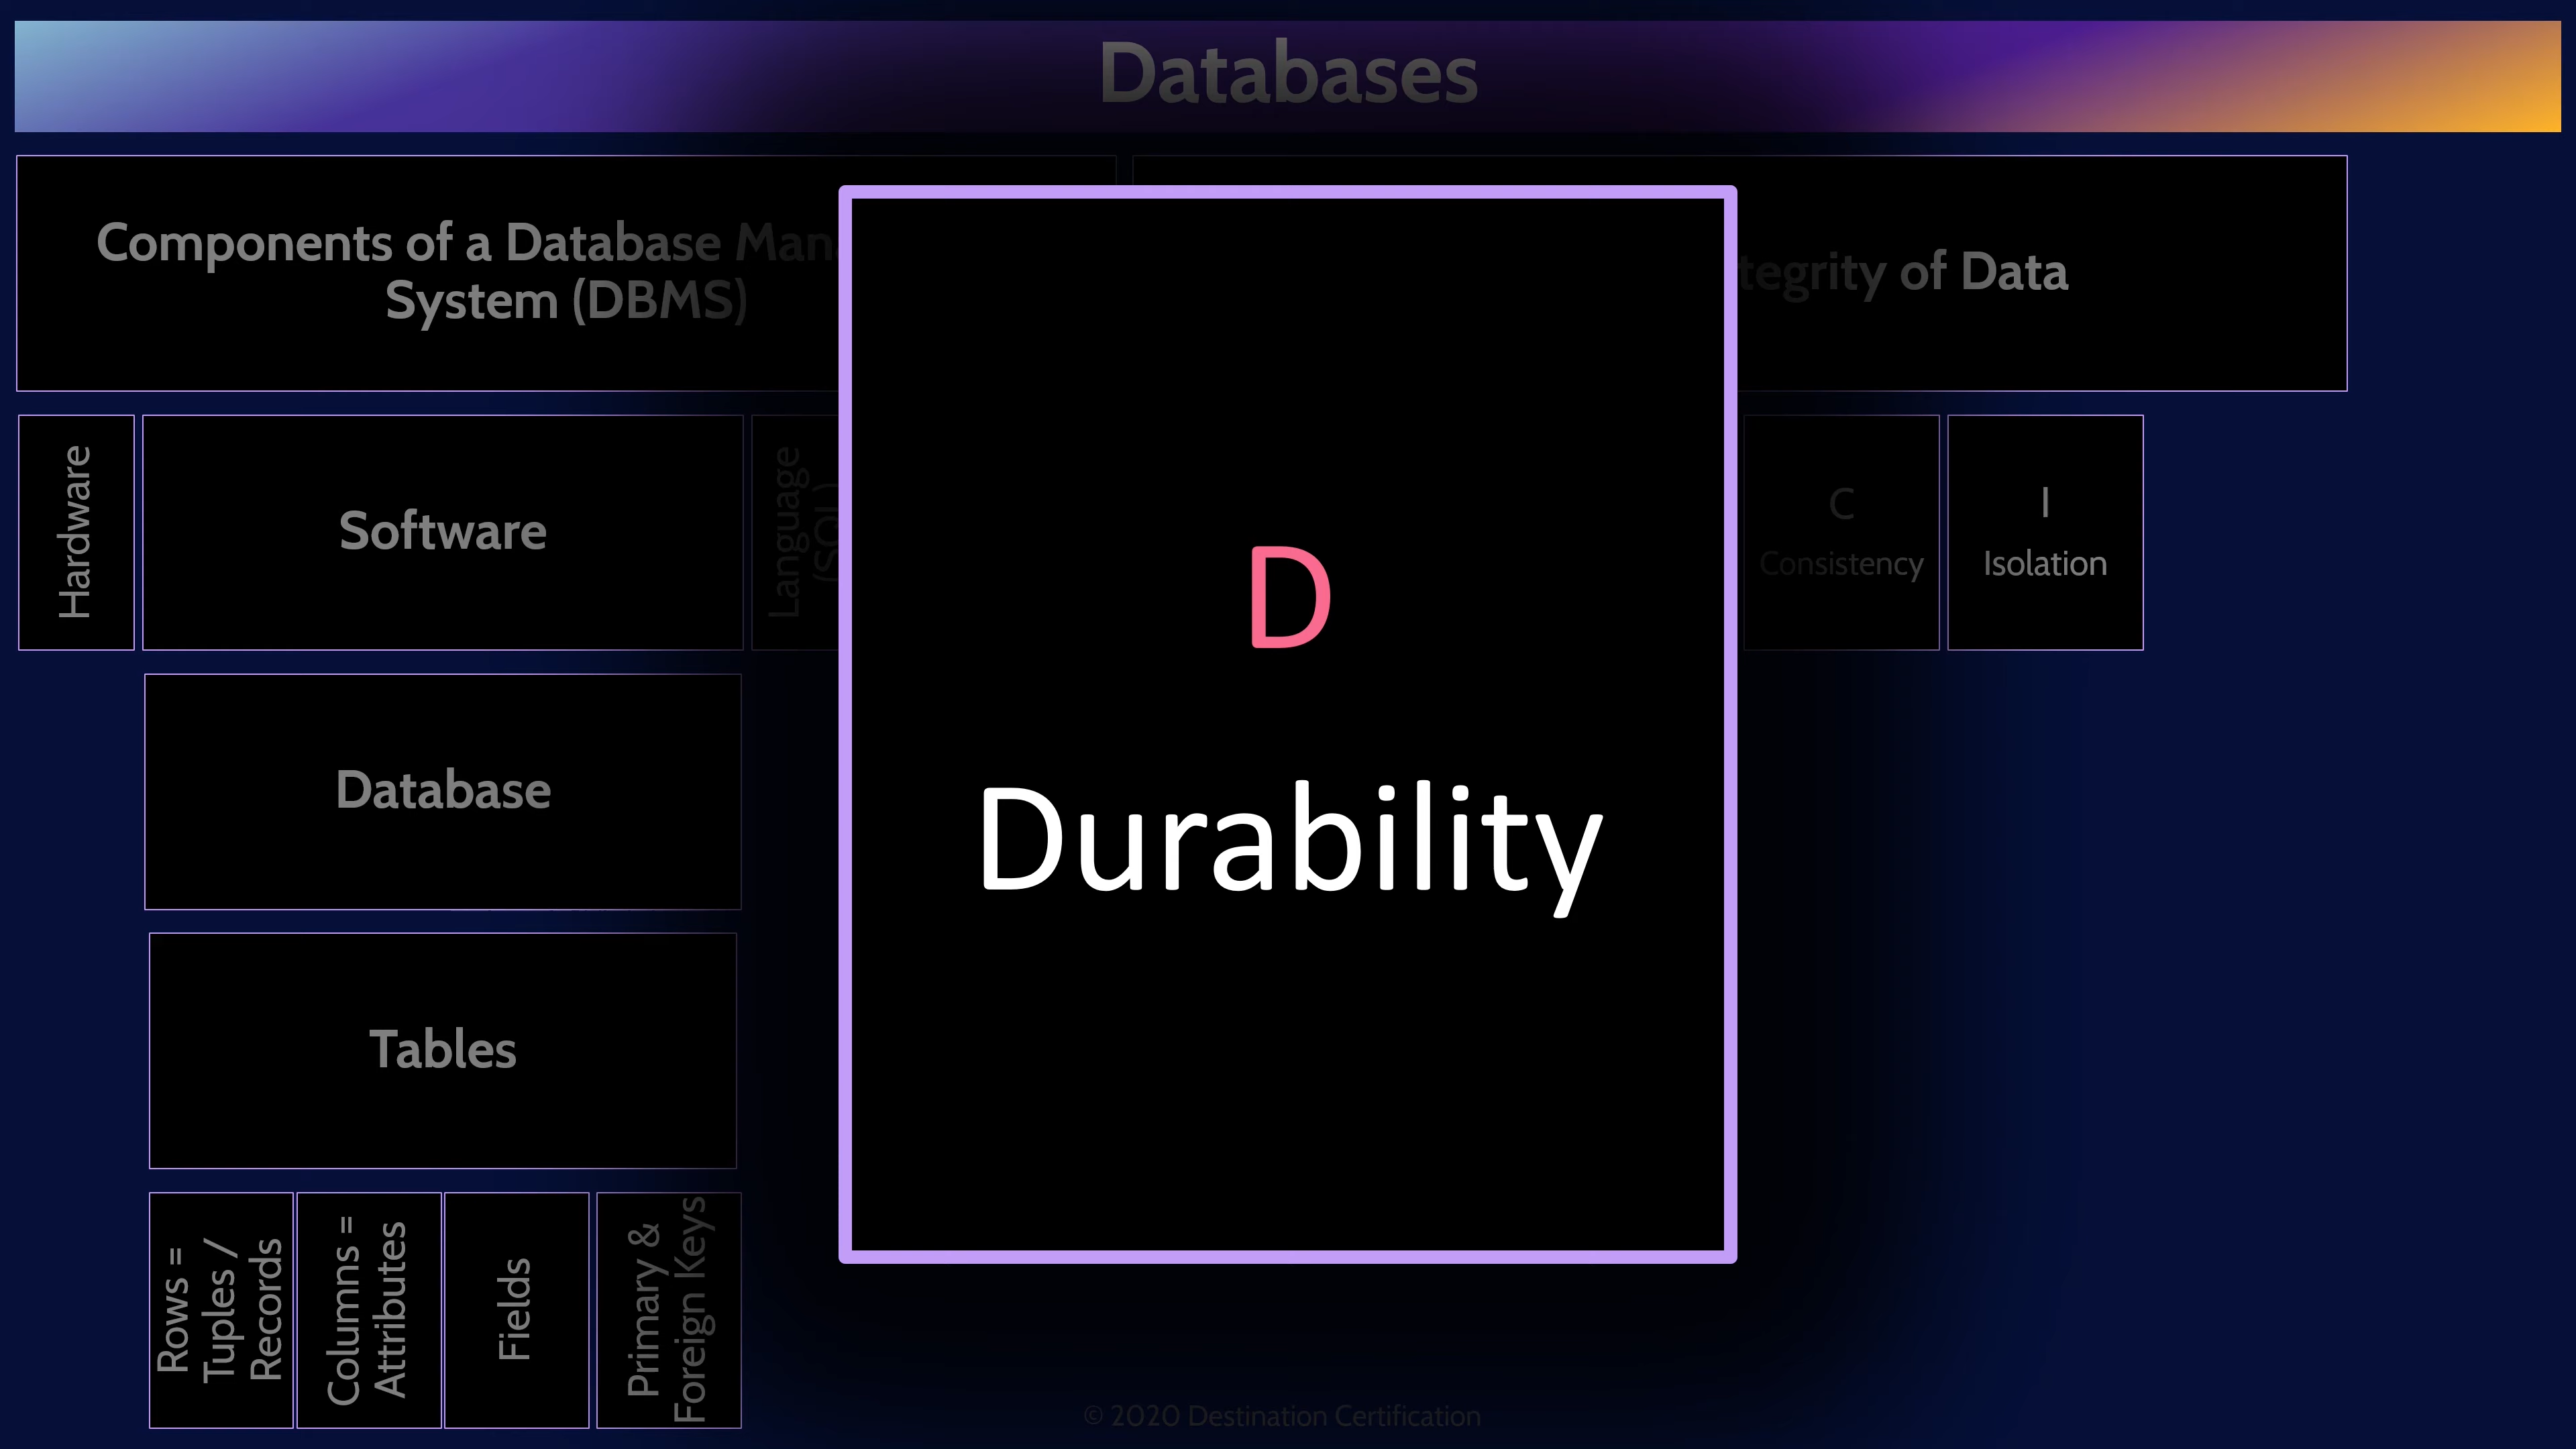 Databases
Components of a Database Man
System (DBMS)
tegrity of Data
Hardware
Software
Language
(SQL)
C
Consistency
I
Isolation
D
Durability
Database
Tables
Rows =
Tuples /
Records
Columns =
Attributes
Fields
Primary &
Foreign Keys
© 2020 Destination Certification